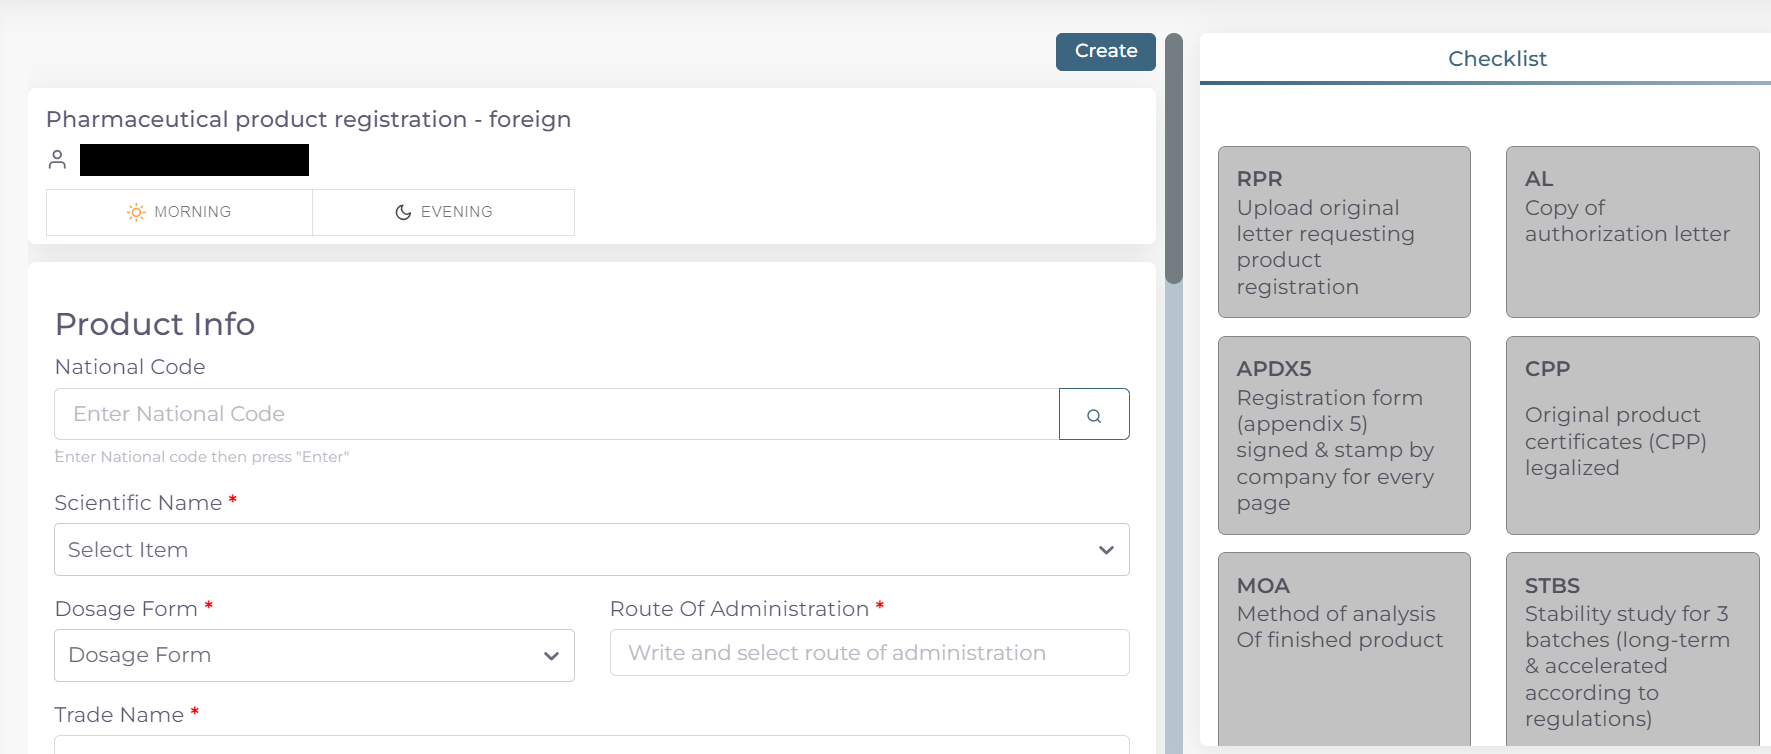 Create
Pharmaceutical product registration - foreign
MORNING
EVENING
Product Info
National Code
Enter National Code
Enter National code then press "Enter"
Scientific Name *
Select Item
Dosage Form *
Dosage Form
Route Of Administration *
Write and select route of administration
Trade Name *
Checklist
RPR
Upload original
letter requesting
product
registration
AL
Copy of
authorization letter
APDX5
Registration form
(appendix 5)
signed & stamp by
company for every
page
CPP
Original product
certificates (CPP)
legalized
MOA
Method of analysis
Of finished product
STBS
Stability study for 3
batches (long-term
& accelerated
according to
regulations)